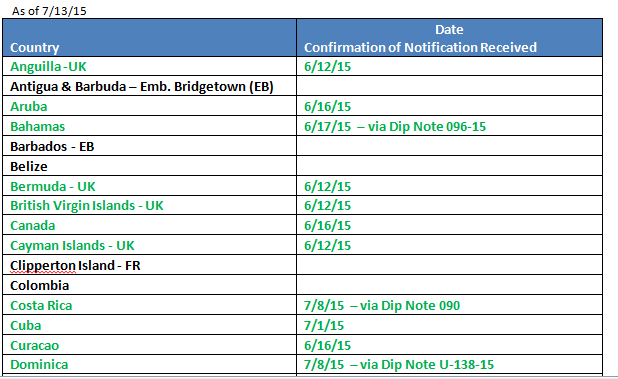 As of 7/13/15
Country Date
Confirmation of Notification Received
Anguilla -UK 6/12/15
Antigua & Barbuda – Emb. Bridgetown (EB)
Aruba 6/16/15
Bahamas 6/17/15 – via Dip Note 096-15
Barbados - EB
Belize
Bermuda - UK 6/12/15
British Virgin Islands - UK 6/12/15
Canada 6/16/15
Cayman Islands - UK 6/12/15
Clipperton Island - FR
Colombia
Costa Rica 7/8/15 – via Dip Note 090
Cuba 7/1/15
Curacao 6/16/15
Dominica 7/8/15 – via Dip Note U-138-15